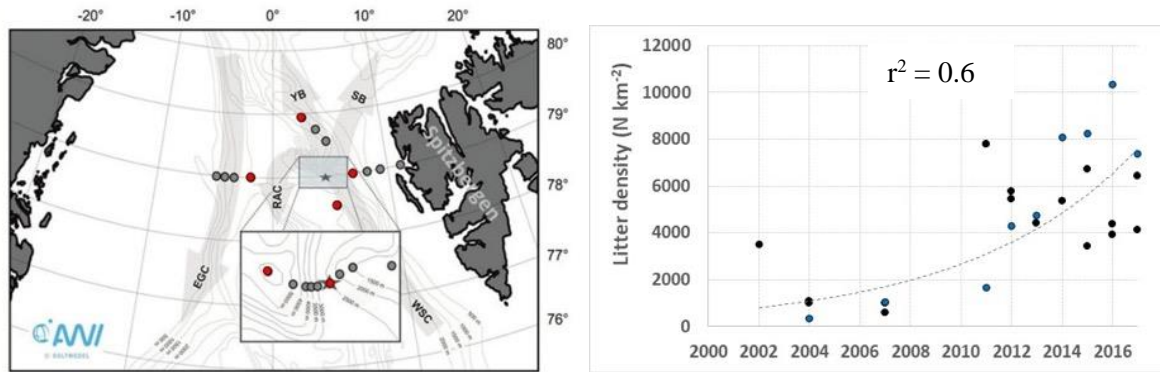 -20° -10° 0° 10° 20°
80°
79°
78°
77°
76°
YB
SB
Spitzbergen
RAC
EGC
WSC
AWI
r² = 0.6
Litter density (N km⁻²)
12000
10000
8000
6000
4000
2000
0
2000 2002 2004 2006 2008 2010 2012 2014 2016